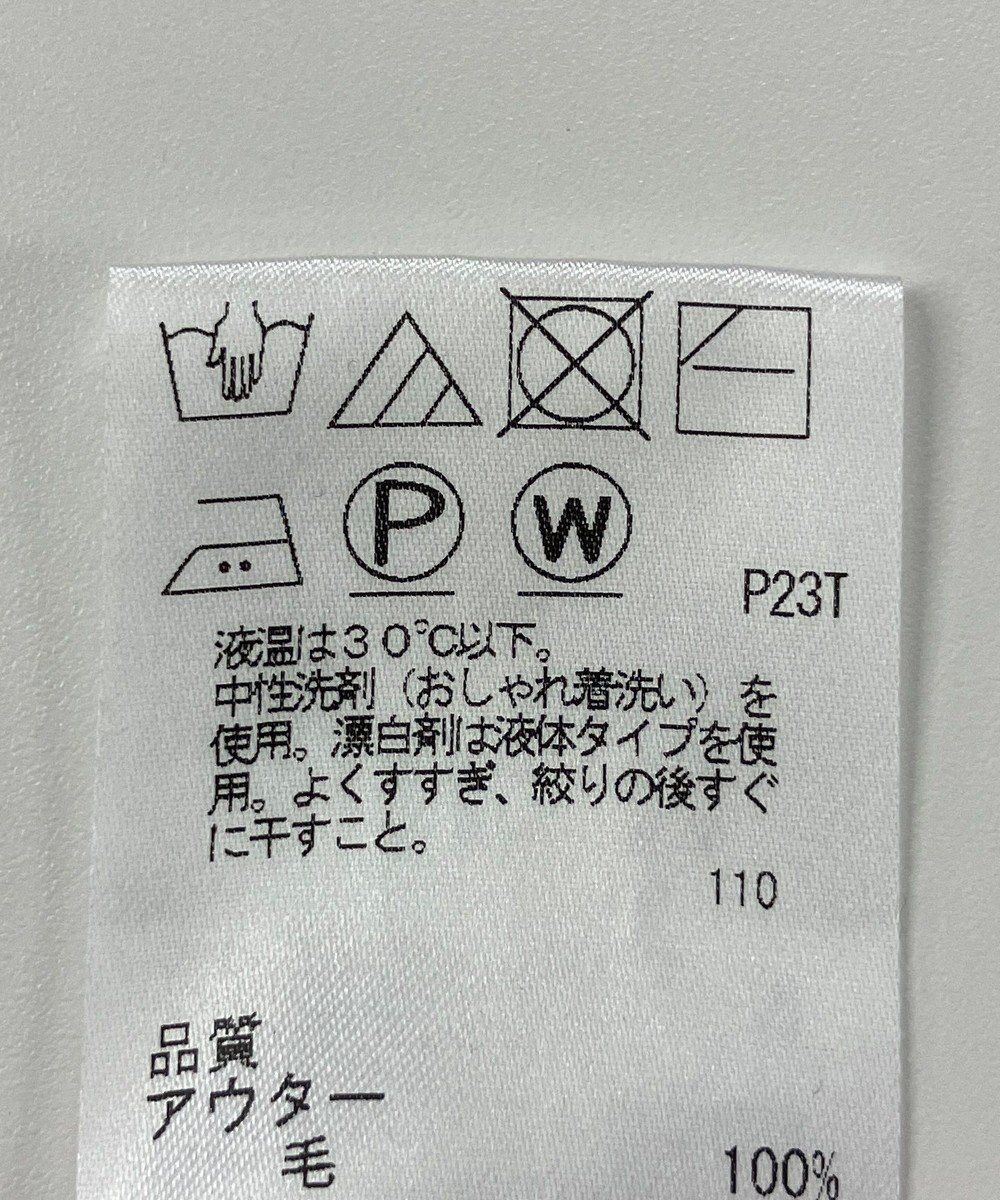 P W
P23T
液温は30℃以下。
中性洗剤（おしゃれ着洗い）を
使用。漂白剤は液体タイプを使
用。よくすすぎ、絞りの後すぐ
に干すこと。
110
品質
アウター
毛 100%